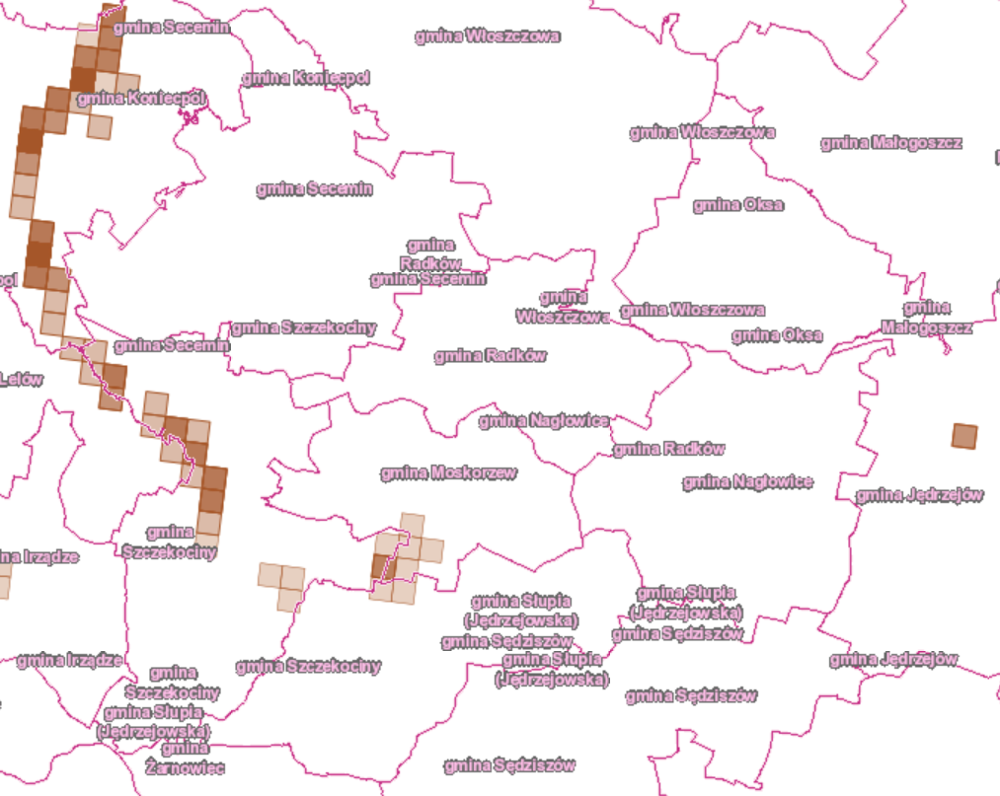 gmina Secemin
gmina Włoszczowa
gmina Koniecpol
gmina Koniecpol
gmina Włoszczowa
gmina Małogoszcz
gmina Secemin
gmina Oksa
gmina
Radków
gmina Secemin
pol
gmina
Włoszczowa
gmina Włoszczowa
gmina
Małogoszcz
gmina Szczekociny
gmina Oksa
gmina Secemin
gmina Radków
Lelów
gmina Nagłowice
gmina Radków
gmina Moskorzew
gmina Nagłowice
gmina Jędrzejów
gmina
Szczekociny
na Irządze
gmina Słupia
(Jędrzejowska)
gmina Słupia
(Jędrzejowska)
gmina Sędziszów
gmina Sędziszów
gmina Irządze
gmina Słupia
(Jędrzejowska)
gmina Jędrzejów
gmina Szczekociny
gmina
Szczekociny
gmina Sędziszów
gmina Słupia
(Jędrzejowska)
gmina
Żarnowiec
gmina Sędziszów